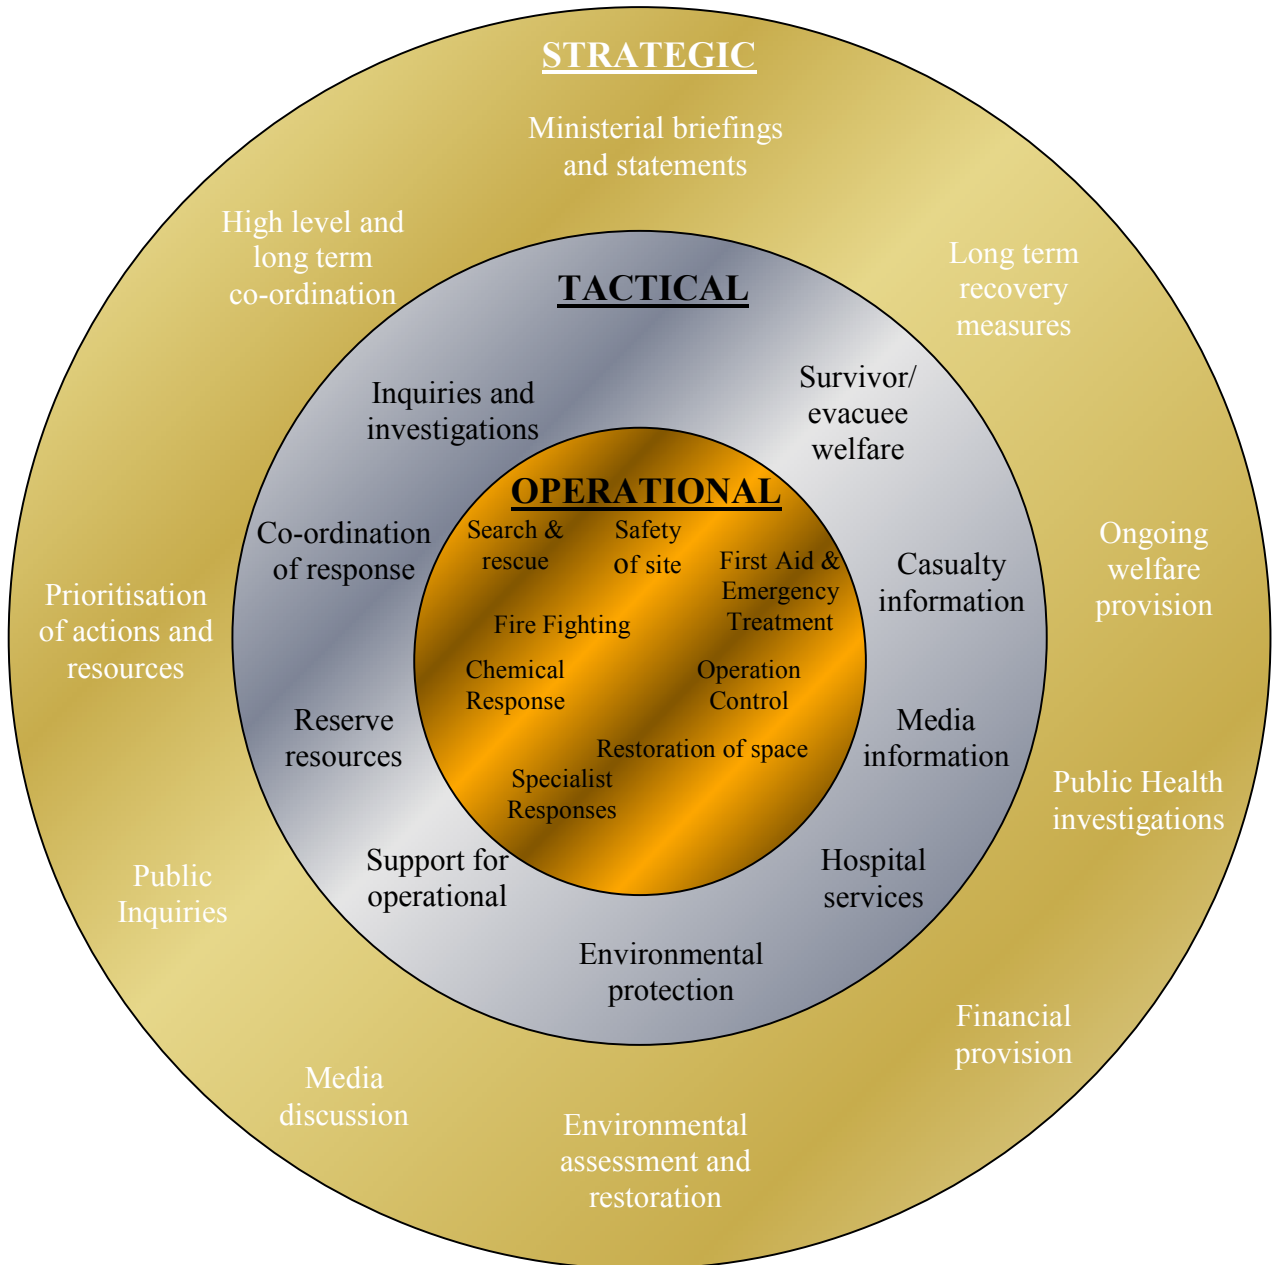 STRATEGIC
Ministerial briefings
and statements
High level and
long term
co-ordination
Long term
recovery
measures
Prioritisation
of actions and
resources
Ongoing
welfare
provision
Public Health
investigations
Public
Inquiries
Financial
provision
Media
discussion
Environmental
assessment and
restoration
TACTICAL
Inquiries and
investigations
Survivor/
evacuee
welfare
Co-ordination
of response
Casualty
information
Reserve
resources
Media
information
Support for
operational
Hospital
services
Environmental
protection
OPERATIONAL
Search &
rescue
Safety
of site
First Aid &
Emergency
Treatment
Fire Fighting
Chemical
Response
Operation
Control
Restoration of space
Specialist
Responses